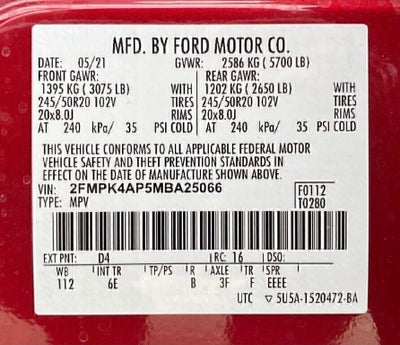 MFD. BY FORD MOTOR CO.
DATE: 05/21 GVWR: 2586 KG ( 5700 LB)
FRONT GAWR: REAR GAWR:
1395 KG ( 3075 LB) WITH 1202 KG ( 2650 LB) WITH
245/50R20 102V TIRES 245/50R20 102V TIRES
20x8.0J RIMS 20x8.0J RIMS
AT 240 kPa/ 35 PSI COLD AT 240 kPa/ 35 PSI COLD
THIS VEHICLE CONFORMS TO ALL APPLICABLE FEDERAL MOTOR
VEHICLE SAFETY AND THEFT PREVENTION STANDARDS IN
EFFECT ON THE DATE OF MANUFACTURE SHOWN ABOVE.
VIN: 2FMPK4AP5MBA25066 F0112
TYPE: MPV T0280
EXT PNT: D4 RC: 16 DSO:
WB INT TR TP/PS R AXLE TR SPR
112 6E B 3F F EEEE
UTC ▽ 5U5A-1520472-BA